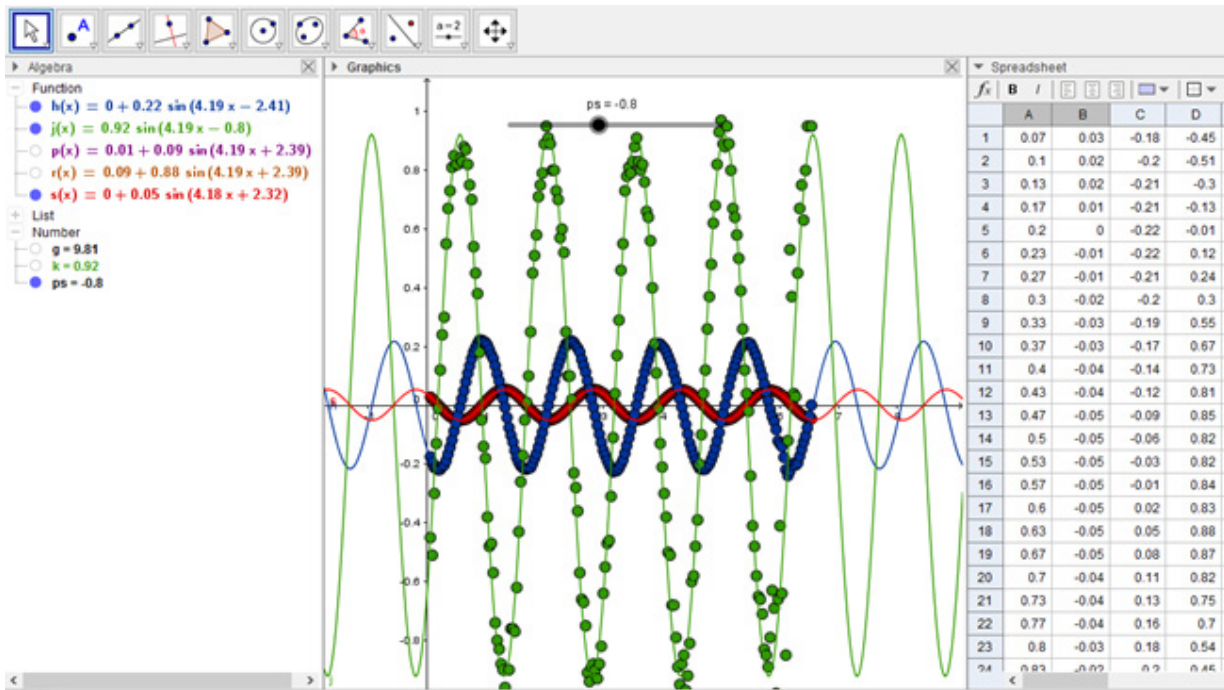 A
a=2
Algebra
Graphics
Spreadsheet
Function
h(x) = 0 + 0.22 sin(4.19 x − 2.41)
j(x) = 0.92 sin(4.19 x − 0.8)
p(x) = 0.01 + 0.09 sin(4.19 x + 2.39)
r(x) = 0.09 + 0.88 sin(4.19 x + 2.39)
s(x) = 0 + 0.05 sin(4.18 x + 2.32)
List
Number
g = 9.81
k = 0.92
ps = -0.8
ps = -0.8
1
0.8
0.6
0.4
0.2
0
-0.2
-0.4
-0.6
-0.8
7
8
fx B I
A B C D
1 0.07 0.03 -0.18 -0.45
2 0.1 0.02 -0.2 -0.51
3 0.13 0.02 -0.21 -0.3
4 0.17 0.01 -0.21 -0.13
5 0.2 0 -0.22 -0.01
6 0.23 -0.01 -0.22 0.12
7 0.27 -0.01 -0.21 0.24
8 0.3 -0.02 -0.2 0.3
9 0.33 -0.03 -0.19 0.55
10 0.37 -0.03 -0.17 0.67
11 0.4 -0.04 -0.14 0.73
12 0.43 -0.04 -0.12 0.81
13 0.47 -0.05 -0.09 0.85
14 0.5 -0.05 -0.06 0.82
15 0.53 -0.05 -0.03 0.82
16 0.57 -0.05 -0.01 0.84
17 0.6 -0.05 0.02 0.83
18 0.63 -0.05 0.05 0.88
19 0.67 -0.05 0.08 0.87
20 0.7 -0.04 0.11 0.82
21 0.73 -0.04 0.13 0.75
22 0.77 -0.04 0.16 0.7
23 0.8 -0.03 0.18 0.54
24 0.83 -0.02 0.2 0.45